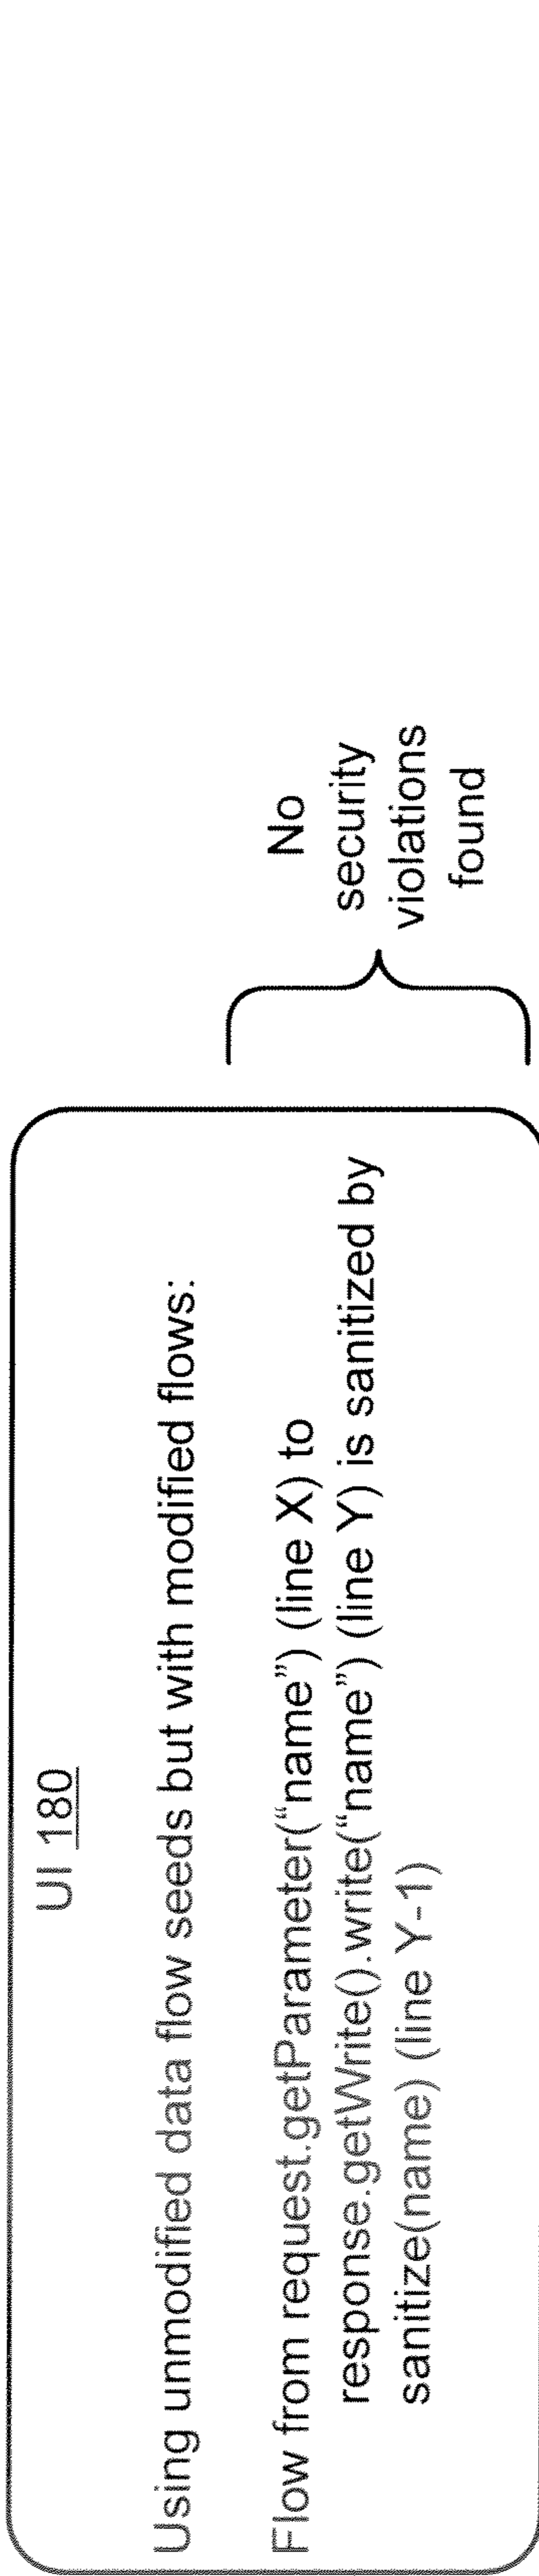 UI 180
Using unmodified data flow seeds but with modified flows:
Flow from request.getParameter(“name”) (line X) to
response.getWrite().write(“name”) (line Y) is sanitized by
sanitize(name) (line Y-1)
No
security
violations
found